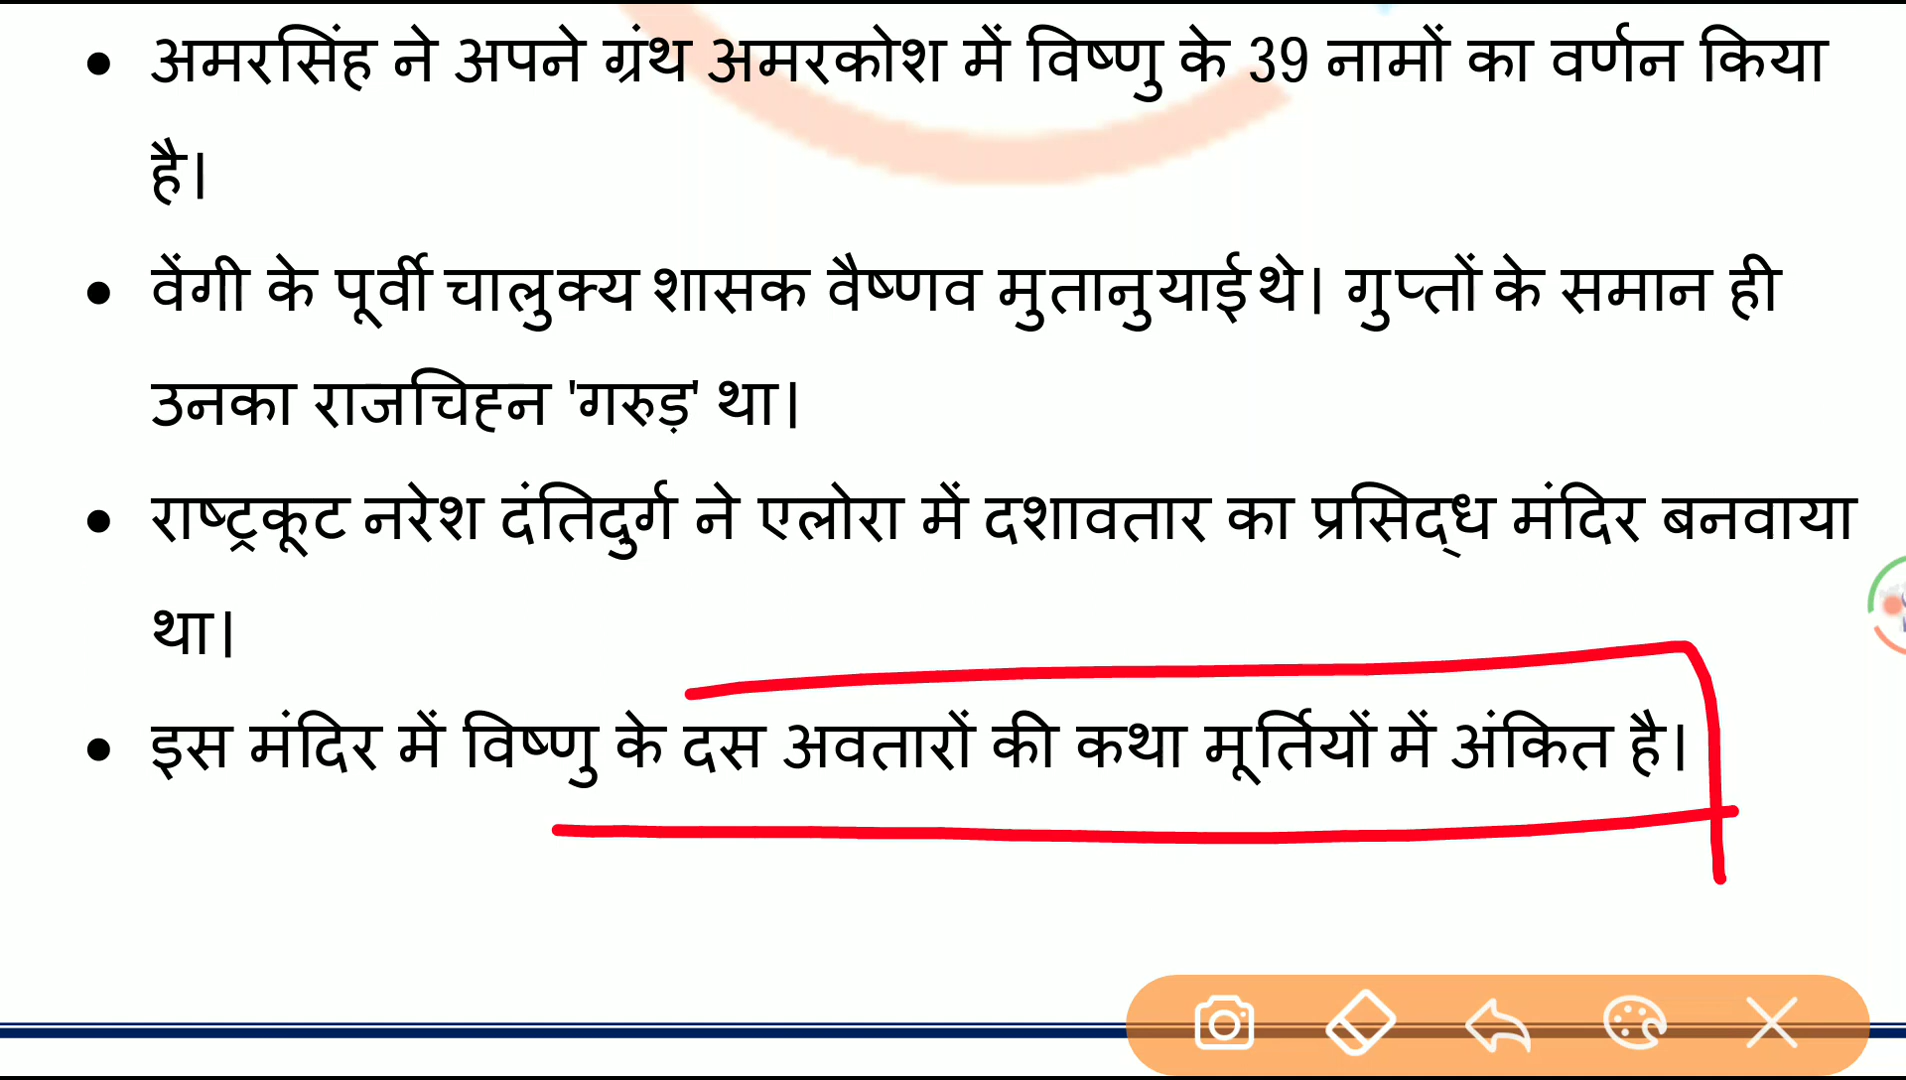 • अमरसिंह ने अपने ग्रंथ अमरकोश में विष्णु के 39 नामों का वर्णन किया
है।
• वेंगी के पूर्वी चालुक्य शासक वैष्णव मुतानुयाई थे। गुप्तों के समान ही
उनका राजचिह्न 'गरुड़' था।
• राष्ट्रकूट नरेश दंतिदुर्ग ने एलोरा में दशावतार का प्रसिद्ध मंदिर बनवाया
था।
• इस मंदिर में विष्णु के दस अवतारों की कथा मूर्तियों में अंकित है।